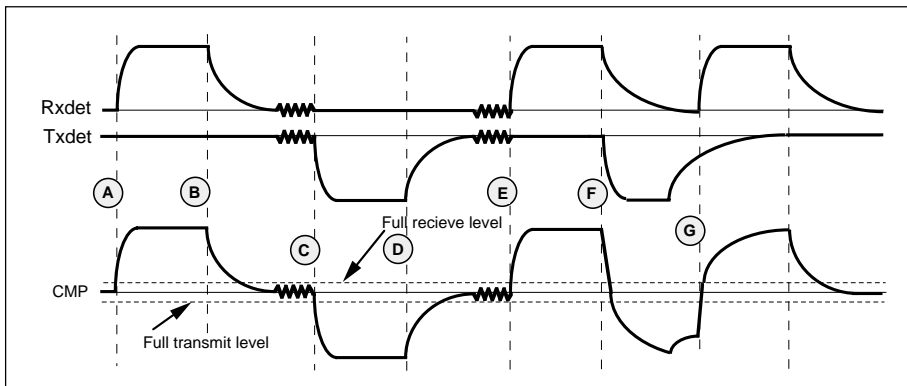 Rxdet
Txdet
A
B
E
F
C
Full recieve level
D
G
CMP
Full transmit level